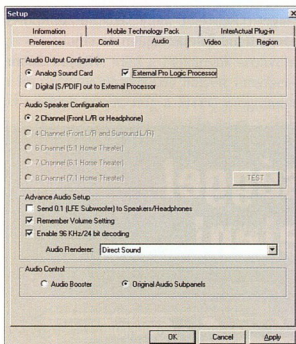 Setup
Information Mobile Technology Pack InterActual Plug-in
Preferences Control Audio Video Region
Audio Output Configuration
Analog Sound Card External Pro Logic Processor
Digital (S/PDIF) out to External Processor
Audio Speaker Configuration
2 Channel (Front L/R or Headphone)
4 Channel (Front L/R and Surround L/R)
6 Channel (5.1 Home Theater)
7 Channel (6.1 Home Theater)
8 Channel (7.1 Home Theater)
TEST
Advance Audio Setup
Send 0.1 (LFE Subwoofer) to Speakers/Headphones
Remember Volume Setting
Enable 96 KHz/24 bit decoding
Audio Renderer: Direct Sound
Audio Control
Audio Booster Original Audio Subpanels
OK Cancel Apply